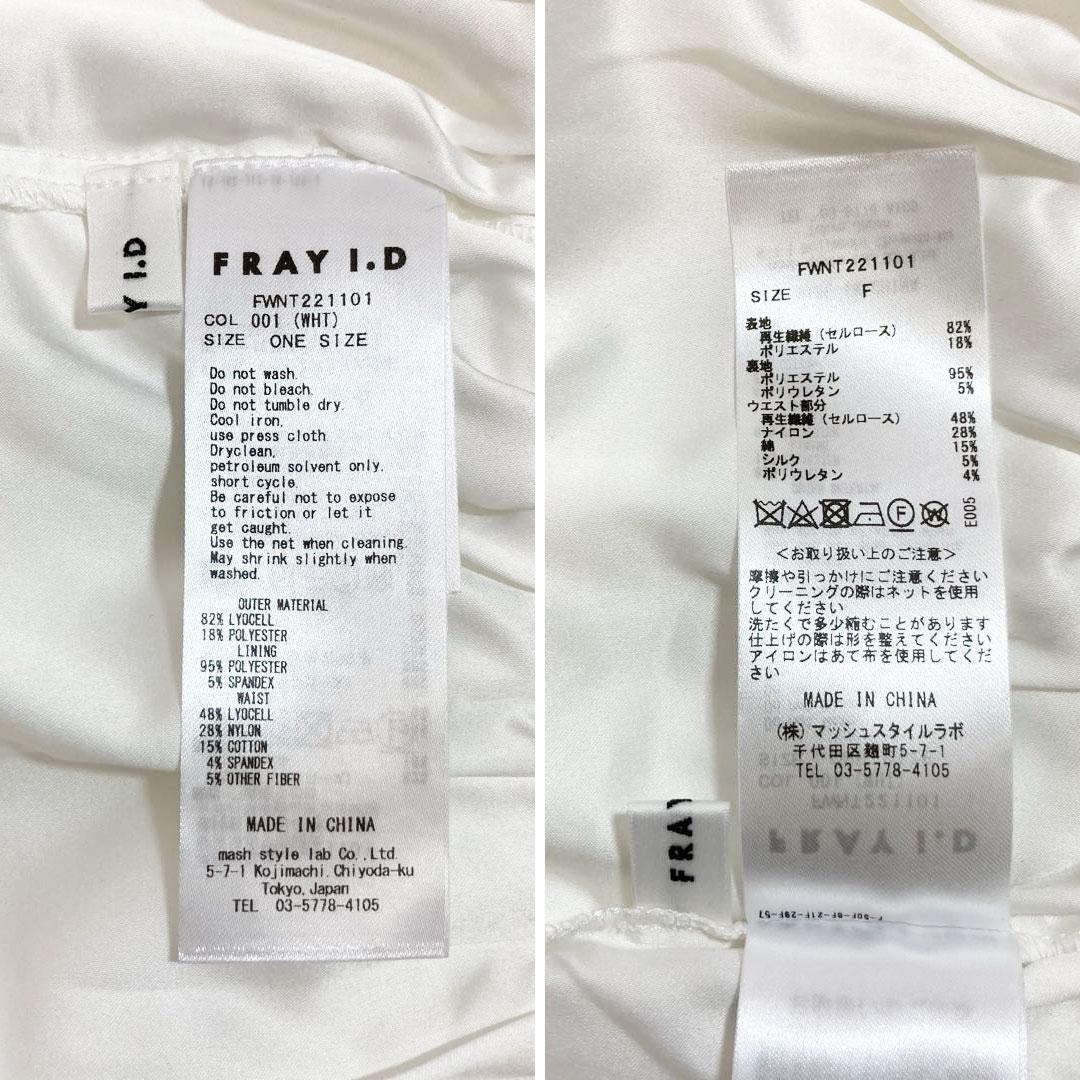 Y I.D
FRAY I.D
FWNT221101
COL 001 (WHT)
SIZE ONE SIZE
Do not wash.
Do not bleach.
Do not tumble dry.
Cool iron.
use press cloth.
Dryclean,
petroleum solvent only.
short cycle.
Be careful not to expose
to friction or let it
get caught.
Use the net when cleaning.
May shrink slightly when
washed.
OUTER MATERIAL
82% LYOCELL
18% POLYESTER
LINING
95% POLYESTER
5% SPANDEX
WAIST
48% LYOCELL
28% NYLON
15% COTTON
4% SPANDEX
5% OTHER FIBER
MADE IN CHINA
mash style lab Co.,Ltd.
5-7-1 Kojimachi,Chiyoda-ku
Tokyo,Japan
TEL 03-5778-4105
FWNT221101
SIZE F
表地
再生繊維（セルロース） 82%
ポリエステル 18%
裏地
ポリエステル 95%
ポリウレタン 5%
ウエスト部分
再生繊維（セルロース） 48%
ナイロン 28%
綿 15%
シルク 5%
ポリウレタン 4%
F W E005
<お取り扱い上のご注意>
摩擦や引っかけにご注意ください
クリーニングの際はネットを使用
してください
洗たくで多少縮むことがあります
仕上げの際は形を整えてください
アイロンはあて布を使用してくだ
さい
MADE IN CHINA
(株) マッシュスタイルラボ
千代田区麹町5-7-1
TEL 03-5778-4105
FRA